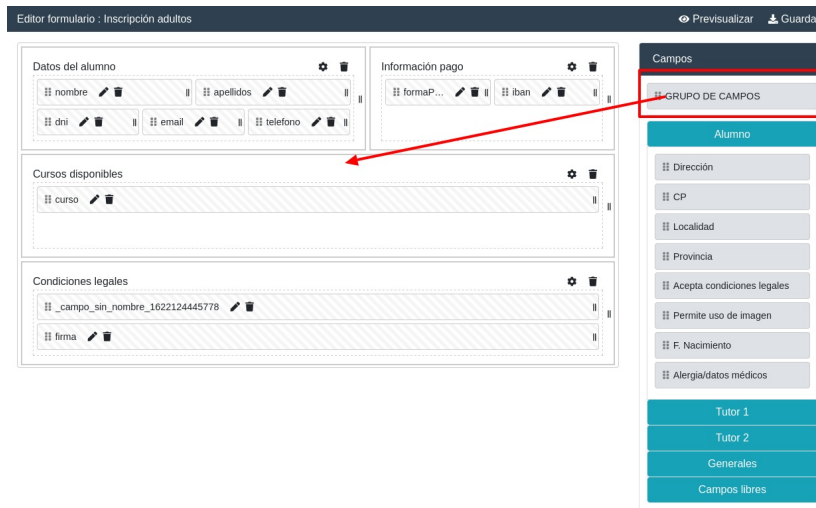 Editor formulario : Inscripción adultos
Previsualizar
Guarda
Datos del alumno
nombre
apellidos
dni
email
telefono
Información pago
formaP...
iban
Cursos disponibles
curso
Condiciones legales
_campo_sin_nombre_1622124445778
firma
Campos
GRUPO DE CAMPOS
Alumno
Dirección
CP
Localidad
Provincia
Acepta condiciones legales
Permite uso de imagen
F. Nacimiento
Alergia/datos médicos
Tutor 1
Tutor 2
Generales
Campos libres